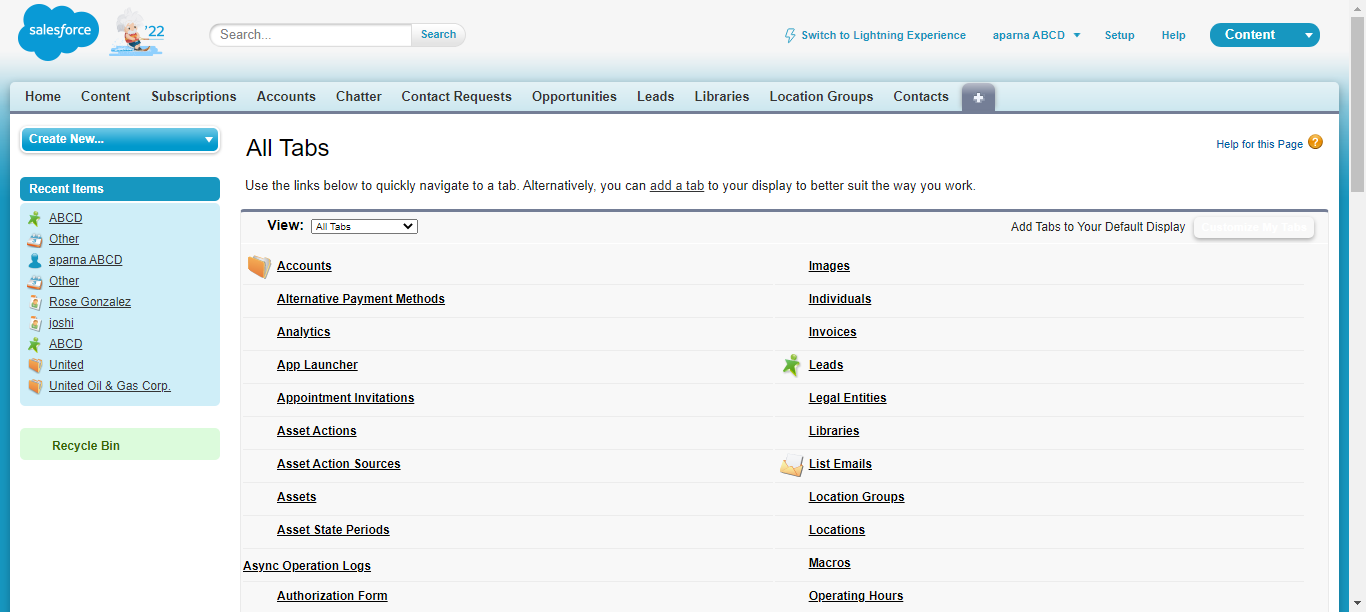 salesforce
'22
Search...
Search
Switch to Lightning Experience
aparna ABCD
Setup
Help
Content
Home Content Subscriptions Accounts Chatter Contact Requests Opportunities Leads Libraries Location Groups Contacts +
Create New...
Recent Items
ABCD
Other
aparna ABCD
Other
Rose Gonzalez
joshi
ABCD
United
United Oil & Gas Corp.
Recycle Bin
All Tabs
Help for this Page ?
Use the links below to quickly navigate to a tab. Alternatively, you can add a tab to your display to better suit the way you work.
View: All Tabs
Add Tabs to Your Default Display
Customize My Tabs
Accounts
Alternative Payment Methods
Analytics
App Launcher
Appointment Invitations
Asset Actions
Asset Action Sources
Assets
Asset State Periods
Async Operation Logs
Authorization Form
Images
Individuals
Invoices
Leads
Legal Entities
Libraries
List Emails
Location Groups
Locations
Macros
Operating Hours